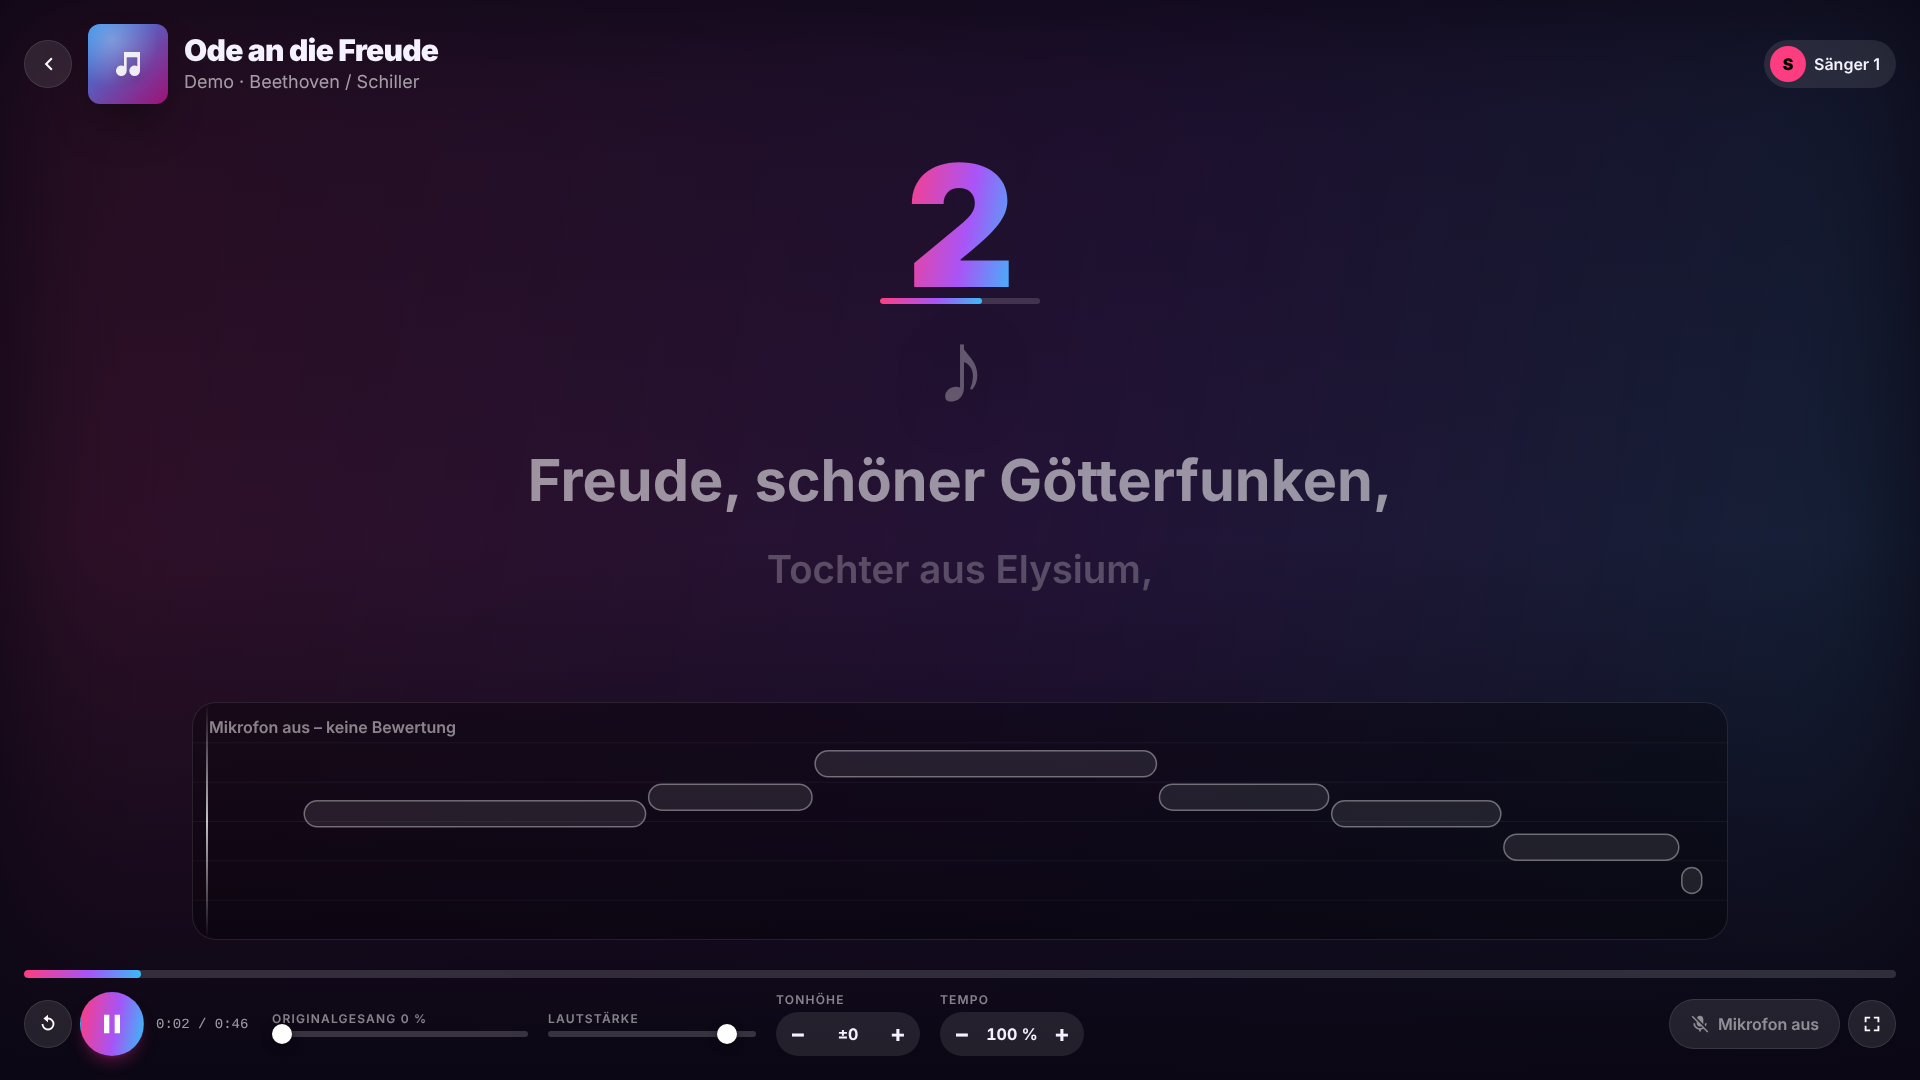 Ode an die Freude
Demo · Beethoven / Schiller
S Sänger 1
2
Freude, schöner Götterfunken,
Tochter aus Elysium,
Mikrofon aus – keine Bewertung
0:02 / 0:46
ORIGINALGESANG 0 %
LAUTSTÄRKE
TONHÖHE
− ±0 +
TEMPO
− 100 % +
Mikrofon aus